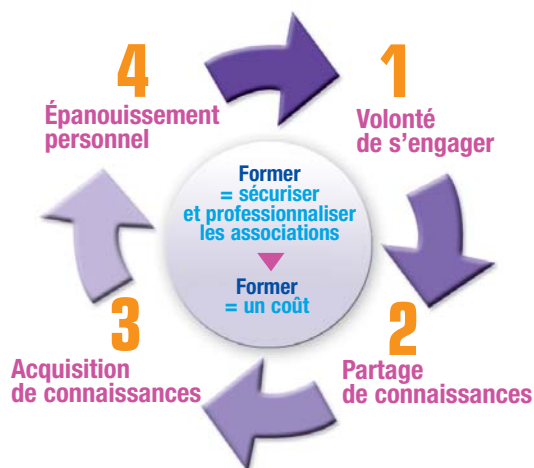 1
Volonté
de s'engager
2
Partage
de connaissances
3
Acquisition
de connaissances
4
Épanouissement
personnel
Former
= sécuriser
et professionnaliser
les associations
Former
= un coût